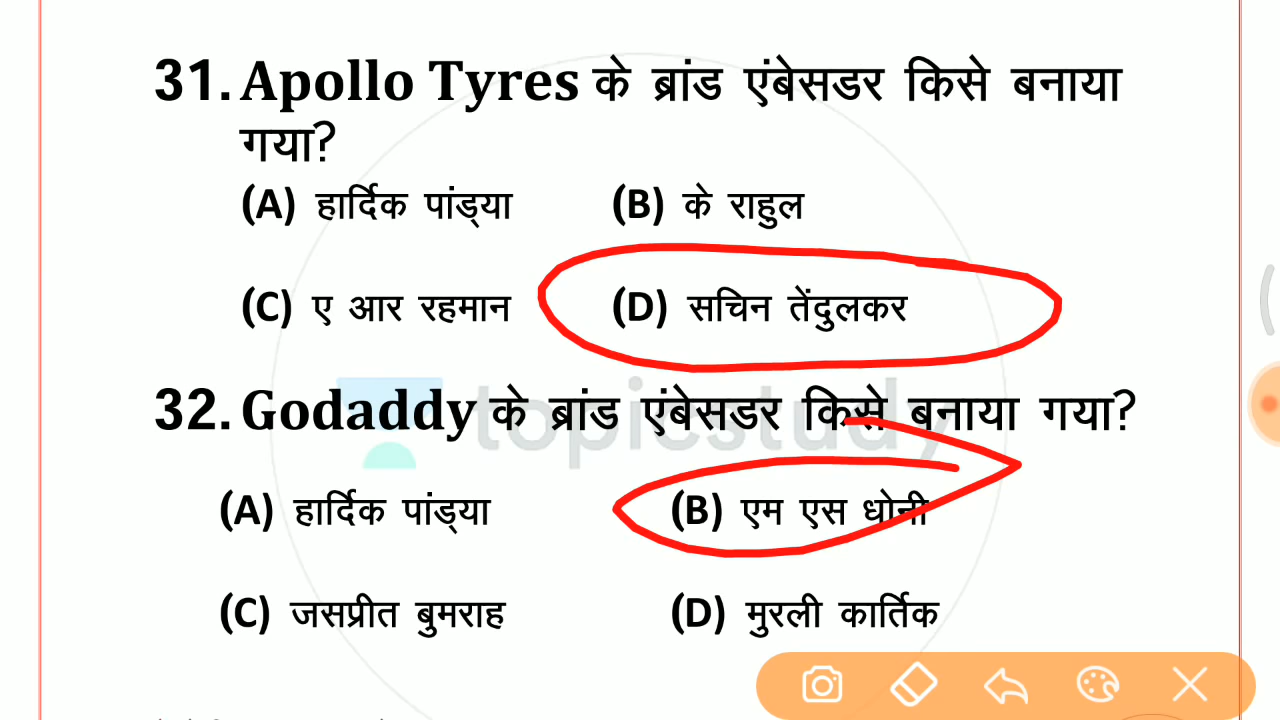 31. Apollo Tyres के ब्रांड एंबेसडर किसे बनाया
गया?
(A) हार्दिक पांड्या (B) के राहुल
(C) ए आर रहमान (D) सचिन तेंदुलकर
topicstudy
32. Godaddy के ब्रांड एंबेसडर किसे बनाया गया?
(A) हार्दिक पांड्या (B) एम एस धोनी
(C) जसप्रीत बुमराह (D) मुरली कार्तिक